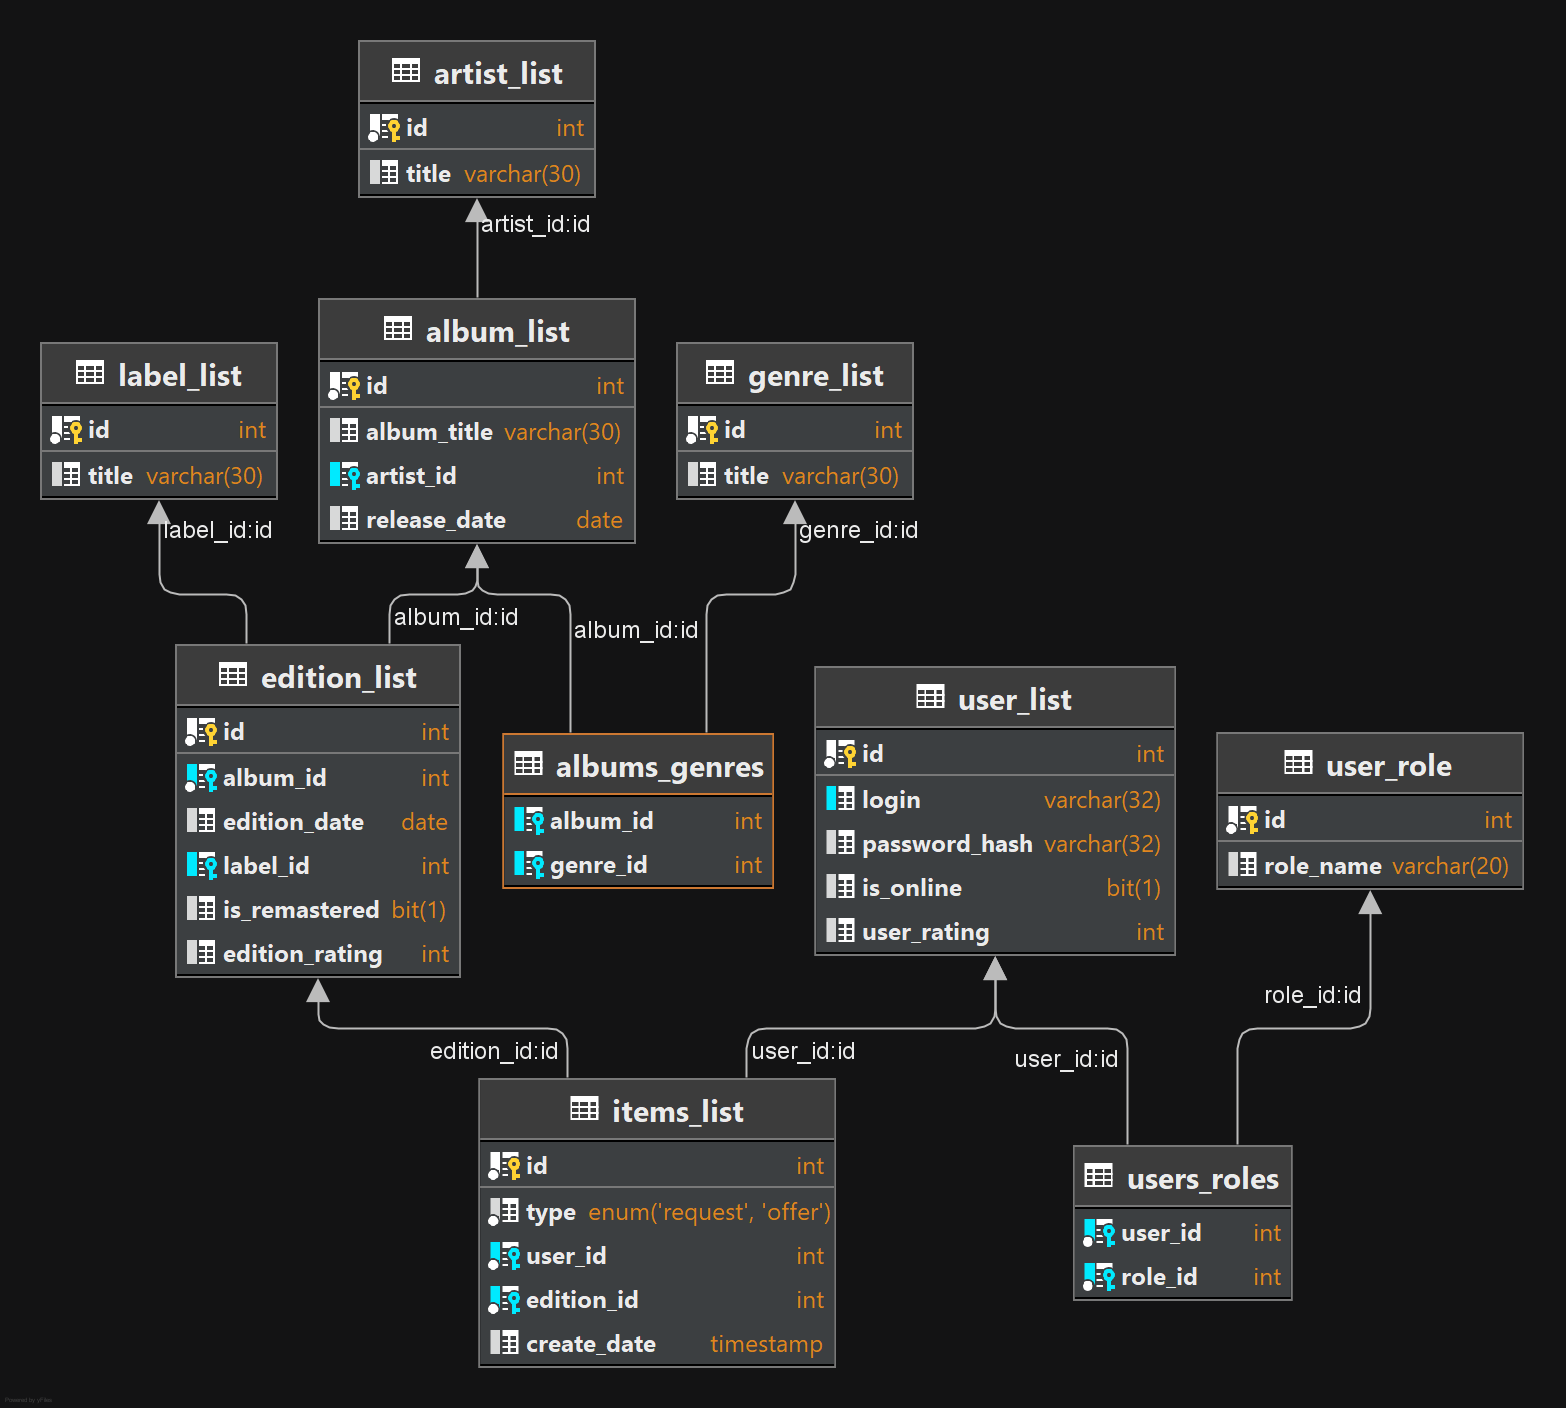 artist_list
id int
title varchar(30)
artist_id:id
album_list
id int
album_title varchar(30)
artist_id int
release_date date
label_list
id int
title varchar(30)
label_id:id
genre_list
id int
title varchar(30)
genre_id:id
album_id:id
album_id:id
edition_list
id int
album_id int
edition_date date
label_id int
is_remastered bit(1)
edition_rating int
albums_genres
album_id int
genre_id int
user_list
id int
login varchar(32)
password_hash varchar(32)
is_online bit(1)
user_rating int
user_role
id int
role_name varchar(20)
role_id:id
edition_id:id
user_id:id
user_id:id
items_list
id int
type enum('request', 'offer')
user_id int
edition_id int
create_date timestamp
users_roles
user_id int
role_id int
Powered by yFiles